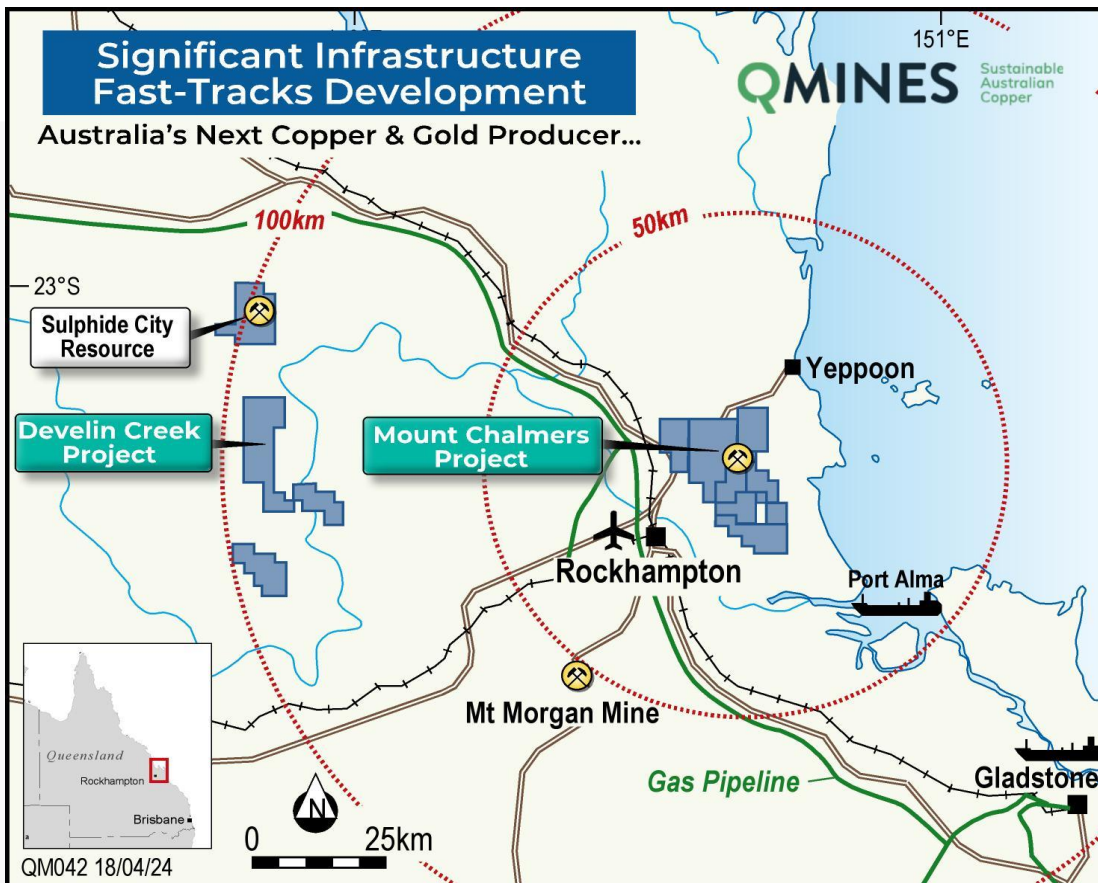 Significant Infrastructure
Fast-Tracks Development
Australia's Next Copper & Gold Producer...
151°E
QMINES
Sustainable
Australian
Copper
100km
50km
23°S
Sulphide City
Resource
Yeppoon
Develin Creek
Project
Mount Chalmers
Project
Rockhampton
Port Alma
Mt Morgan Mine
Queensland
Rockhampton
Brisbane
Gas Pipeline
Gladstone
N
0 25km
QM042 18/04/24